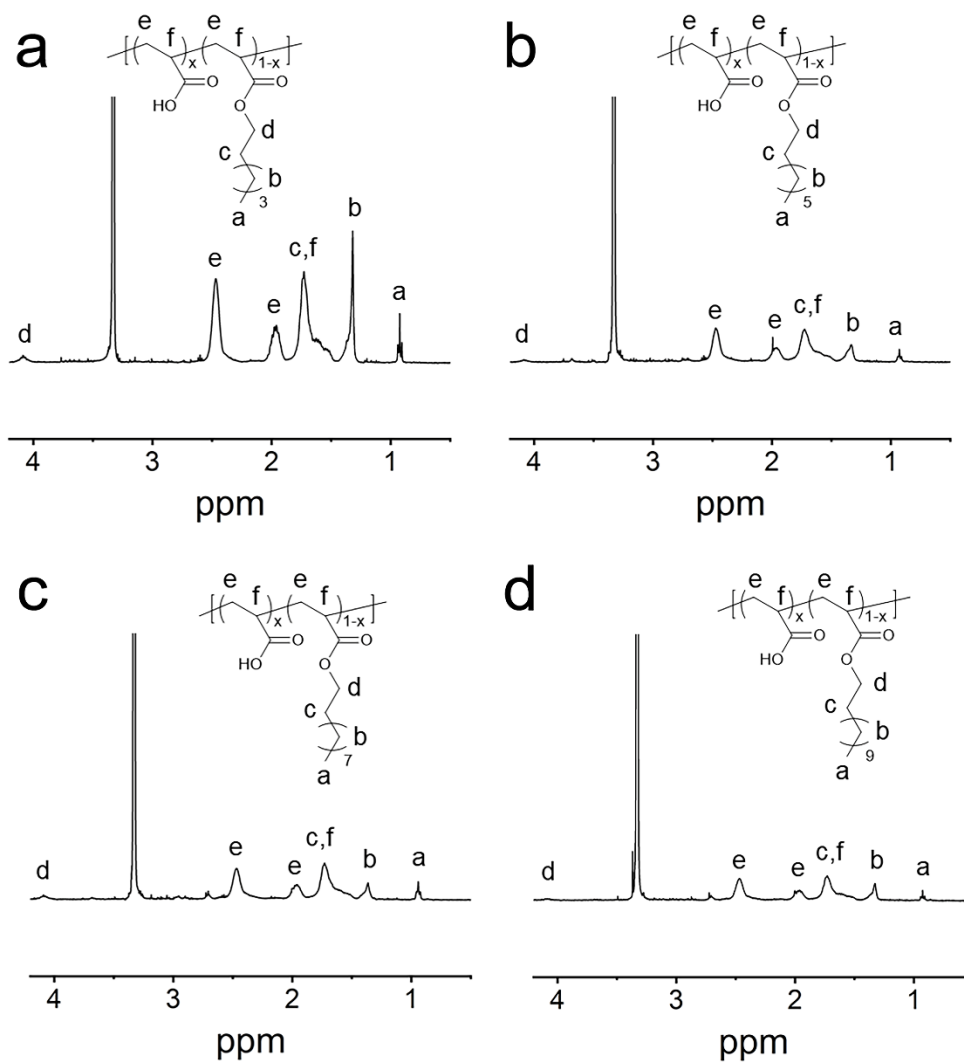 a
e e
[( f )x ( f )1-x ]
O O
HO O
d
c
b
3
a
d e e c,f b a
4 3 2 1
ppm
b
e e
[( f )x ( f )1-x ]
O O
HO O
d
c
b
5
a
d e e c,f b a
4 3 2 1
ppm
c
e e
[( f )x ( f )1-x ]
O O
HO O
d
c
b
7
a
d e e c,f b a
4 3 2 1
ppm
d
e e
[( f )x ( f )1-x ]
O O
HO O
d
c
b
9
a
d e e c,f b a
4 3 2 1
ppm